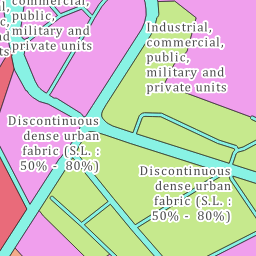 commercial,
public,
military and
private units
Industrial,
commercial,
public,
military and
private units
Discontinuous
dense urban
fabric (S.L. :
50% - 80%)
Discontinuous
dense urban
fabric (S.L. :
50% - 80%)